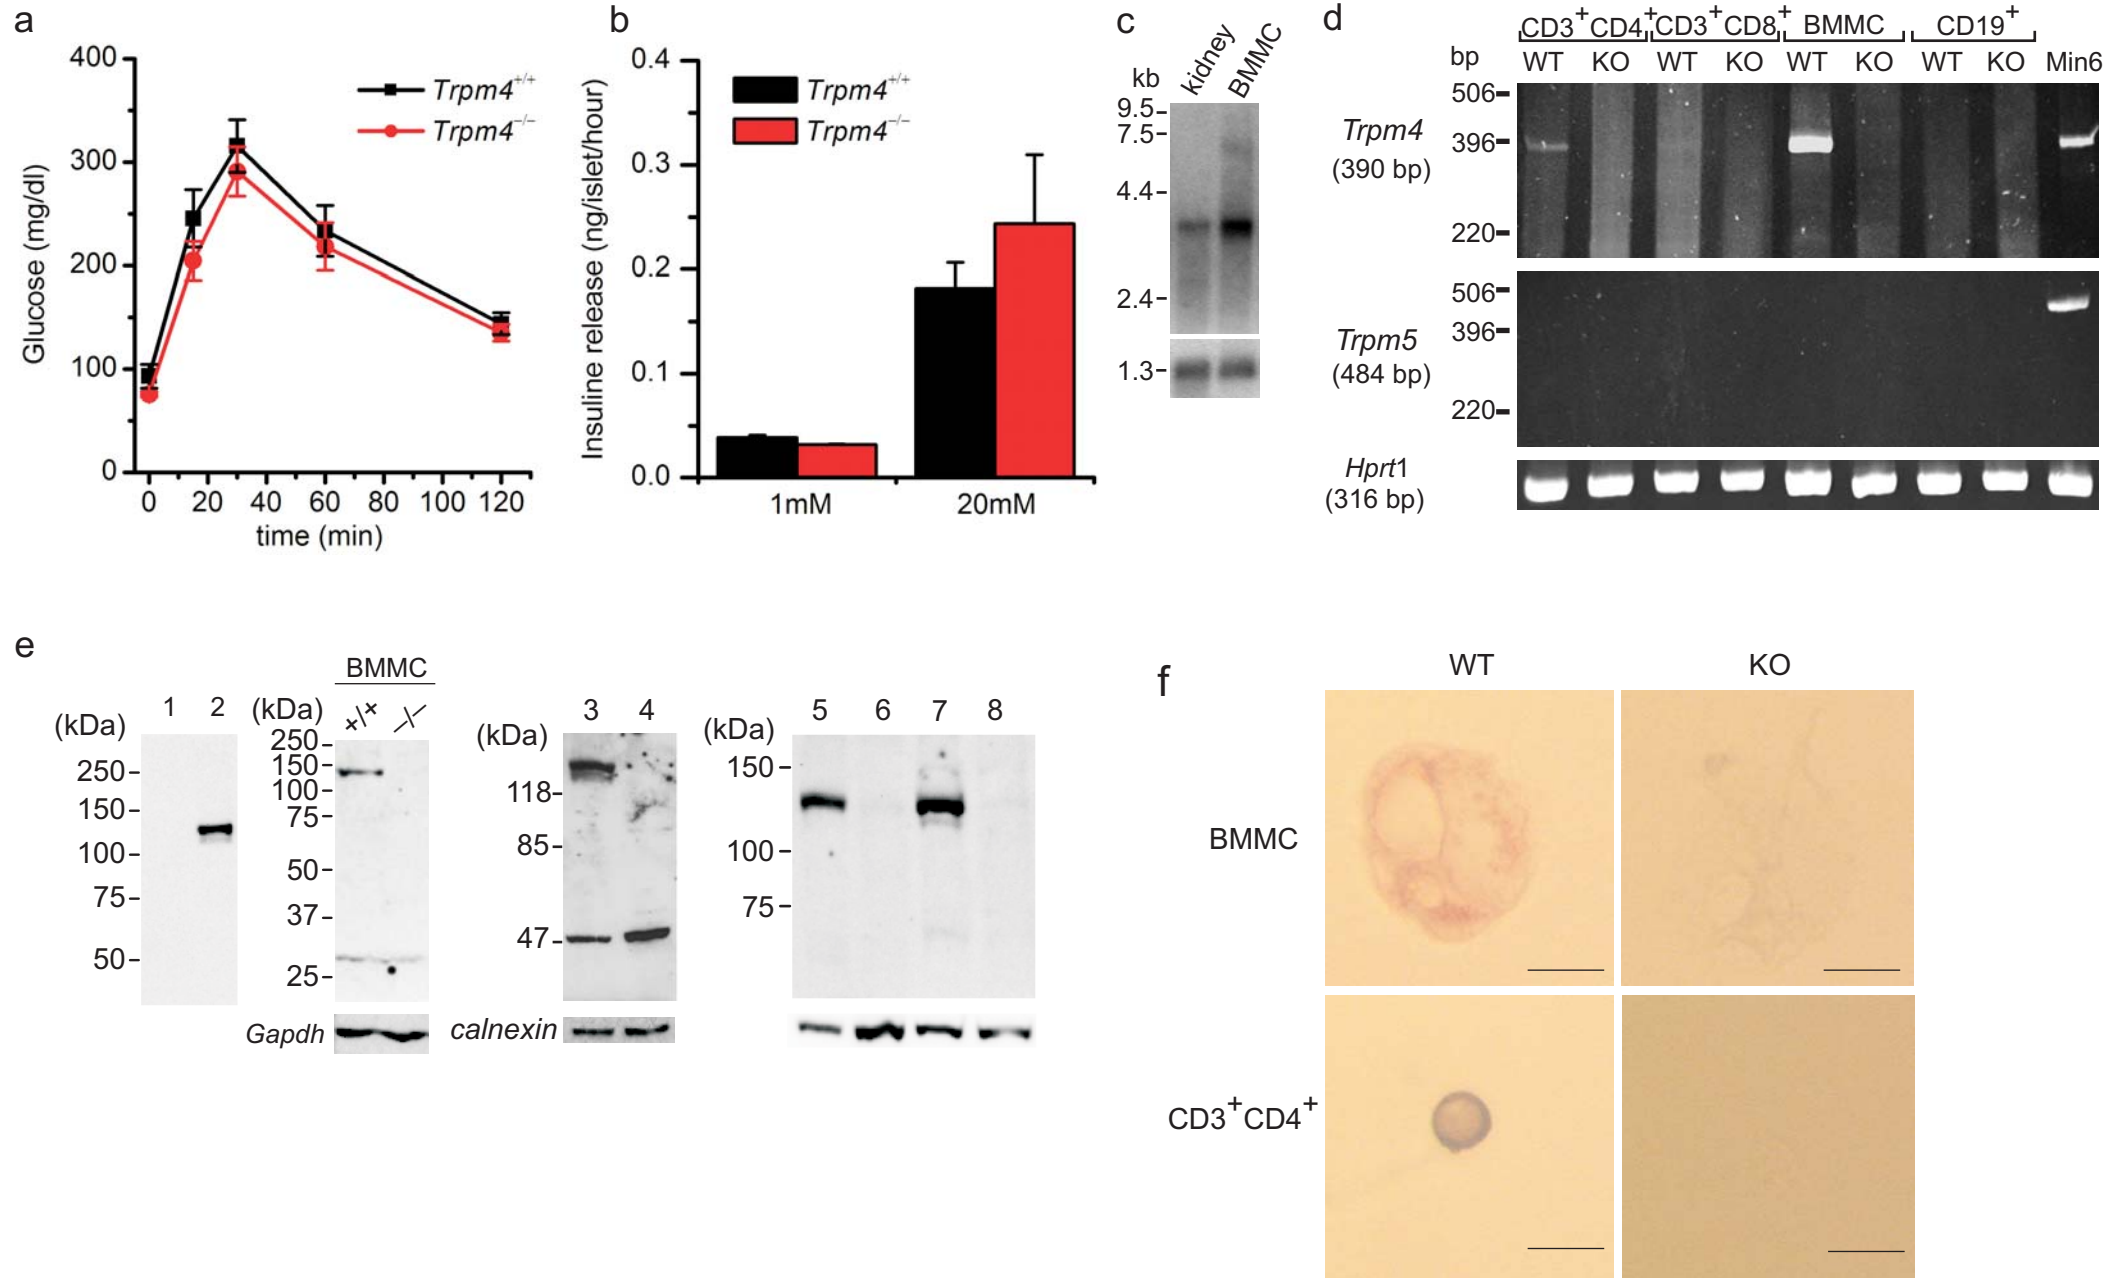 a
400
300
200
100
0
Glucose (mg/dl)
Trpm4+/+
Trpm4−/−
0 20 40 60 80 100 120
time (min)
b
0.4
0.3
0.2
0.1
0.0
Insuline release (ng/islet/hour)
Trpm4+/+
Trpm4−/−
1mM 20mM
c
kidney BMMC
kb
9.5
7.5
4.4
2.4
1.3
d
CD3+CD4+ CD3+CD8+ BMMC CD19+
bp WT KO WT KO WT KO WT KO Min6
506
Trpm4
396
(390 bp)
220
506
396
Trpm5
(484 bp)
220
Hprt1
(316 bp)
e
1 2
(kDa)
250
150
100
75
50
BMMC
(kDa) +/+ −/−
250
150
100
75
50
37
25
Gapdh
3 4
(kDa)
118
85
47
calnexin
5 6 7 8
(kDa)
150
100
75
f
WT KO
BMMC
CD3+CD4+